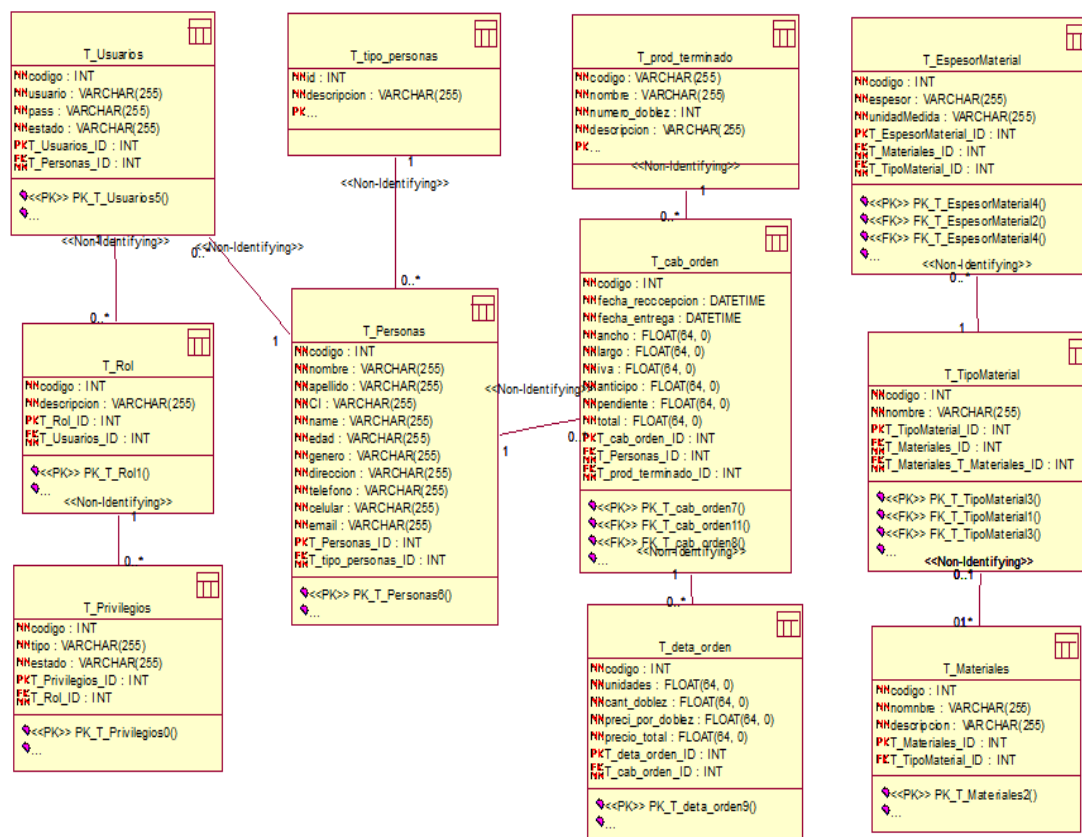 T_Usuarios
NN codigo : INT
NN usuario : VARCHAR(255)
NN pass : VARCHAR(255)
NN estado : VARCHAR(255)
PK T_Usuarios_ID : INT
FK NN T_Personas_ID : INT
<<PK>> PK_T_Usuarios5()
...
<<Non-Identifying>>
1
0..*
0..*
<<Non-Identifying>>
1
T_tipo_personas
NN id : INT
NN descripcion : VARCHAR(255)
PK ...
1
<<Non-Identifying>>
0..*
T_prod_terminado
NN codigo : VARCHAR(255)
NN nombre : VARCHAR(255)
NN numero_doblez : INT
NN descripcion : VARCHAR(255)
PK ...
<<Non-Identifying>>
1
0..*
T_EspesorMaterial
NN codigo : INT
NN espesor : VARCHAR(255)
NN unidadMedida : VARCHAR(255)
PK T_EspesorMaterial_ID : INT
FK NN T_Materiales_ID : INT
FK NN T_TipoMaterial_ID : INT
<<PK>> PK_T_EspesorMaterial4()
<<FK>> FK_T_EspesorMaterial2()
<<FK>> FK_T_EspesorMaterial4()
...
<<Non-Identifying>>
0..*
1
T_Rol
NN codigo : INT
NN descripcion : VARCHAR(255)
PK T_Rol_ID : INT
FK NN T_Usuarios_ID : INT
<<PK>> PK_T_Rol1()
...
<<Non-Identifying>>
1
0..*
T_Personas
NN codigo : INT
NN nombre : VARCHAR(255)
NN apellido : VARCHAR(255)
NN CI : VARCHAR(255)
NN name : VARCHAR(255)
NN edad : VARCHAR(255)
NN genero : VARCHAR(255)
NN direccion : VARCHAR(255)
NN telefono : VARCHAR(255)
NN celular : VARCHAR(255)
NN email : VARCHAR(255)
PK T_Personas_ID : INT
FK NN T_tipo_personas_ID : INT
<<PK>> PK_T_Personas6()
...
<<Non-Identifying>>
1
T_cab_orden
NN codigo : INT
NN fecha_reccepcion : DATETIME
NN fecha_entrega : DATETIME
NN ancho : FLOAT(64, 0)
NN largo : FLOAT(64, 0)
NN iva : FLOAT(64, 0)
NN anticipo : FLOAT(64, 0)
NN pendiente : FLOAT(64, 0)
NN total : FLOAT(64, 0)
PK T_cab_orden_ID : INT
FK NN T_Personas_ID : INT
FK NN T_prod_terminado_ID : INT
<<PK>> PK_T_cab_orden7()
<<FK>> FK_T_cab_orden11()
<<FK>> FK_T_cab_orden8()
...
<<Non-Identifying>>
1
0..*
T_TipoMaterial
NN codigo : INT
NN nombre : VARCHAR(255)
PK T_TipoMaterial_ID : INT
FK NN T_Materiales_ID : INT
FK NN T_Materiales_T_Materiales_ID : INT
<<PK>> PK_T_TipoMaterial3()
<<FK>> FK_T_TipoMaterial1()
<<FK>> FK_T_TipoMaterial3()
...
<<Non-Identifying>>
0..1
T_Privilegios
NN codigo : INT
NN tipo : VARCHAR(255)
NN estado : VARCHAR(255)
PK T_Privilegios_ID : INT
FK NN T_Rol_ID : INT
<<PK>> PK_T_Privilegios0()
...
T_deta_orden
NN codigo : INT
NN unidades : FLOAT(64, 0)
NN cant_doblez : FLOAT(64, 0)
NN preci_por_doblez : FLOAT(64, 0)
NN precio_total : FLOAT(64, 0)
PK T_deta_orden_ID : INT
FK NN T_cab_orden_ID : INT
<<PK>> PK_T_deta_orden9()
...
T_Materiales
NN codigo : INT
NN nomnbre : VARCHAR(255)
NN descripcion : VARCHAR(255)
PK T_Materiales_ID : INT
FK T_TipoMaterial_ID : INT
<<PK>> PK_T_Materiales2()
...